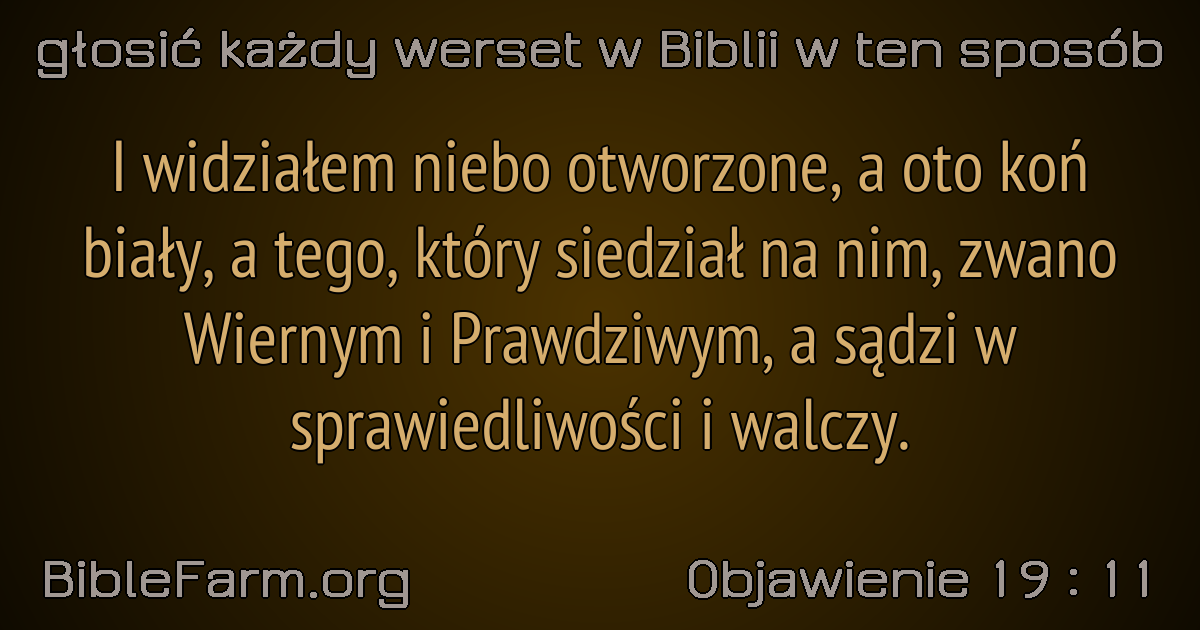 głosić każdy werset w Biblii w ten sposób
I widziałem niebo otworzone, a oto koń
biały, a tego, który siedział na nim, zwano
Wiernym i Prawdziwym, a sądzi w
sprawiedliwości i walczy.
BibleFarm.org
Objawienie 19 : 11